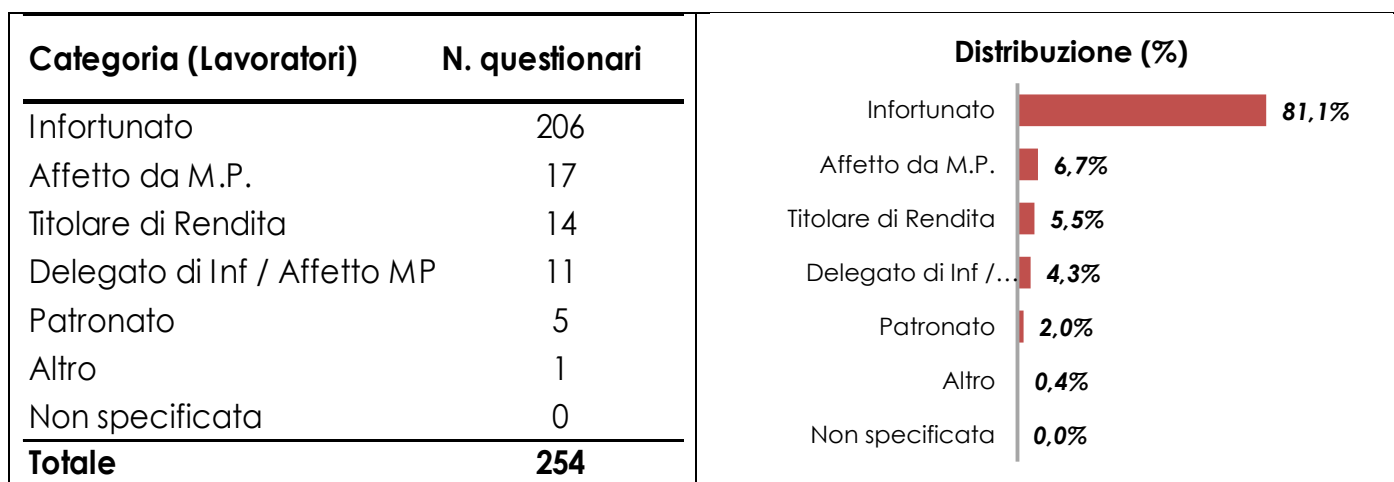 Categoria (Lavoratori) N. questionari
Infortunato 206
Affetto da M.P. 17
Titolare di Rendita 14
Delegato di Inf / Affetto MP 11
Patronato 5
Altro 1
Non specificata 0
Totale 254
Distribuzione (%)
Infortunato 81,1%
Affetto da M.P. 6,7%
Titolare di Rendita 5,5%
Delegato di Inf /... 4,3%
Patronato 2,0%
Altro 0,4%
Non specificata 0,0%